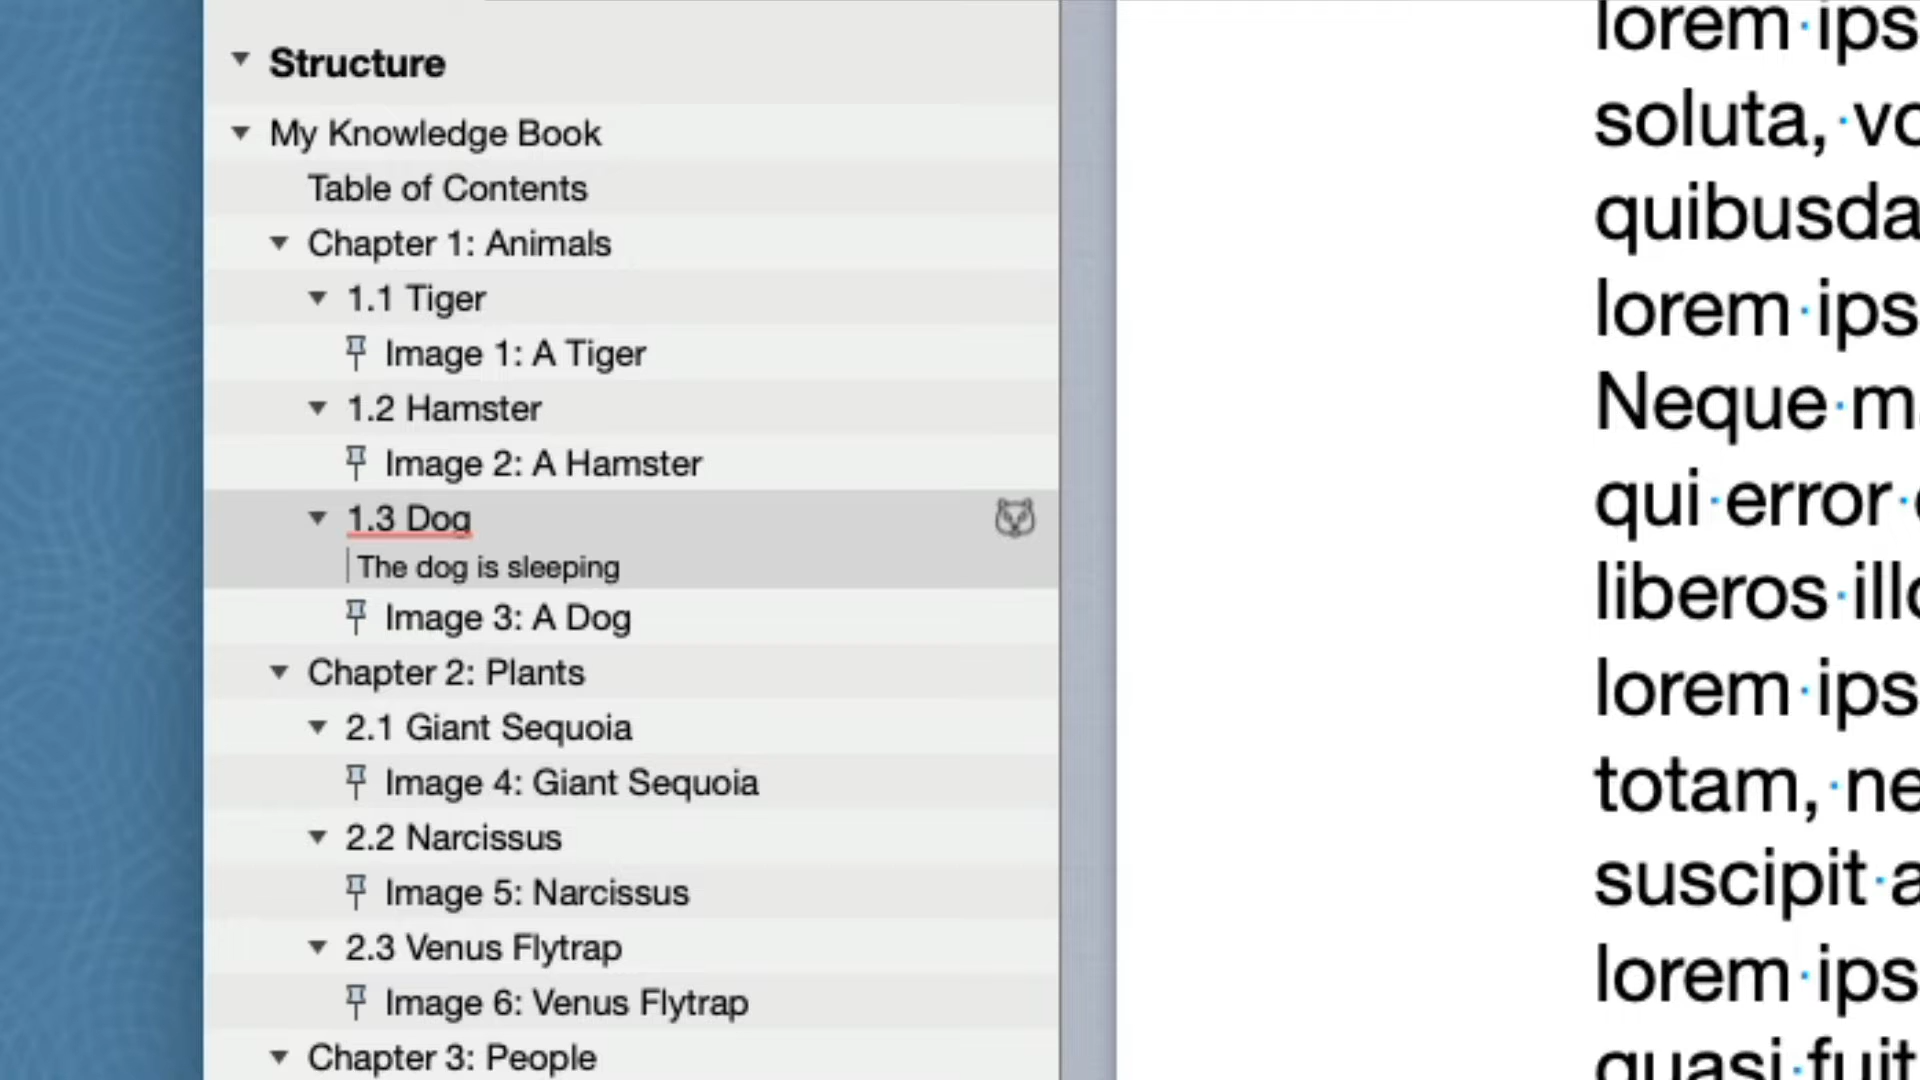 Structure
My Knowledge Book
Table of Contents
Chapter 1: Animals
1.1 Tiger
Image 1: A Tiger
1.2 Hamster
Image 2: A Hamster
1.3 Dog
The dog is sleeping
Image 3: A Dog
Chapter 2: Plants
2.1 Giant Sequoia
Image 4: Giant Sequoia
2.2 Narcissus
Image 5: Narcissus
2.3 Venus Flytrap
Image 6: Venus Flytrap
Chapter 3: People
lorem·ips
soluta,·vo
quibusda
lorem·ips
Neque·m
qui·error·
liberos·illo
lorem·ips
totam,·ne
suscipit·a
lorem·ips
quasi·fuit